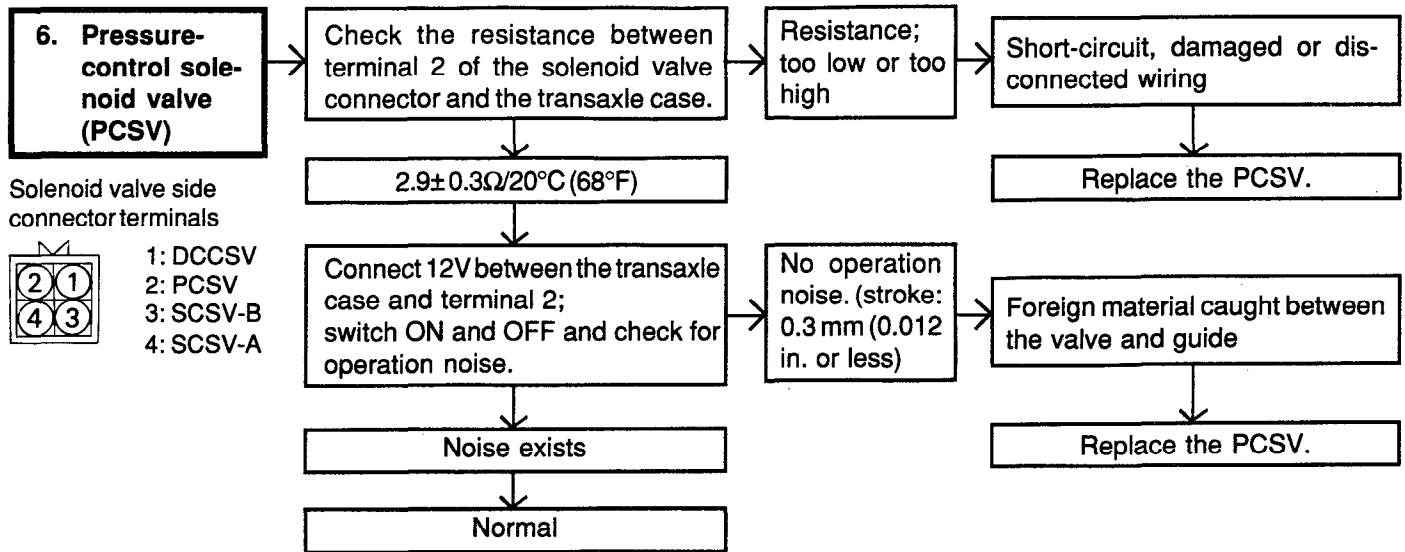 6. Pressure-
control sole-
noid valve
(PCSV)
Check the resistance between
terminal 2 of the solenoid valve
connector and the transaxle case.
Resistance;
too low or too
high
Short-circuit, damaged or dis-
connected wiring
Replace the PCSV.
2.9±0.3Ω/20°C (68°F)
Solenoid valve side
connector terminals
2 1
4 3
1: DCCSV
2: PCSV
3: SCSV-B
4: SCSV-A
Connect 12V between the transaxle
case and terminal 2;
switch ON and OFF and check for
operation noise.
No operation
noise. (stroke:
0.3 mm (0.012
in. or less)
Foreign material caught between
the valve and guide
Replace the PCSV.
Noise exists
Normal